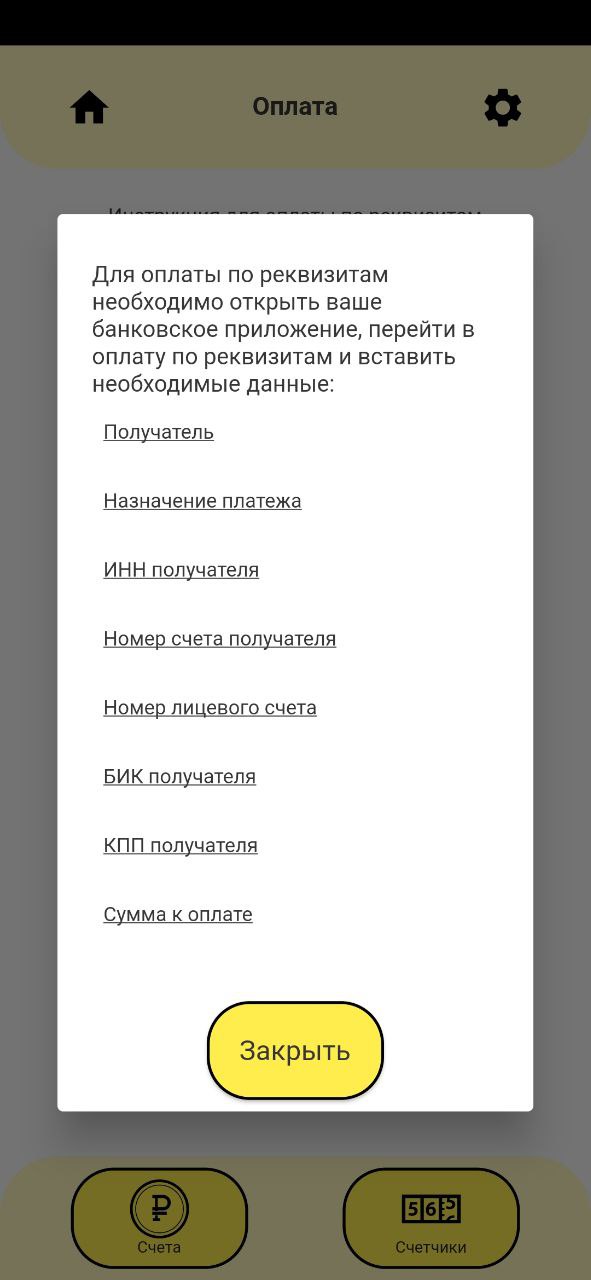 Оплата
Инструкция для оплаты по реквизитам
Для оплаты по реквизитам
необходимо открыть ваше
банковское приложение, перейти в
оплату по реквизитам и вставить
необходимые данные:
Получатель
Назначение платежа
ИНН получателя
Номер счета получателя
Номер лицевого счета
БИК получателя
КПП получателя
Сумма к оплате
Закрыть
₽
56
Счета
Счетчики